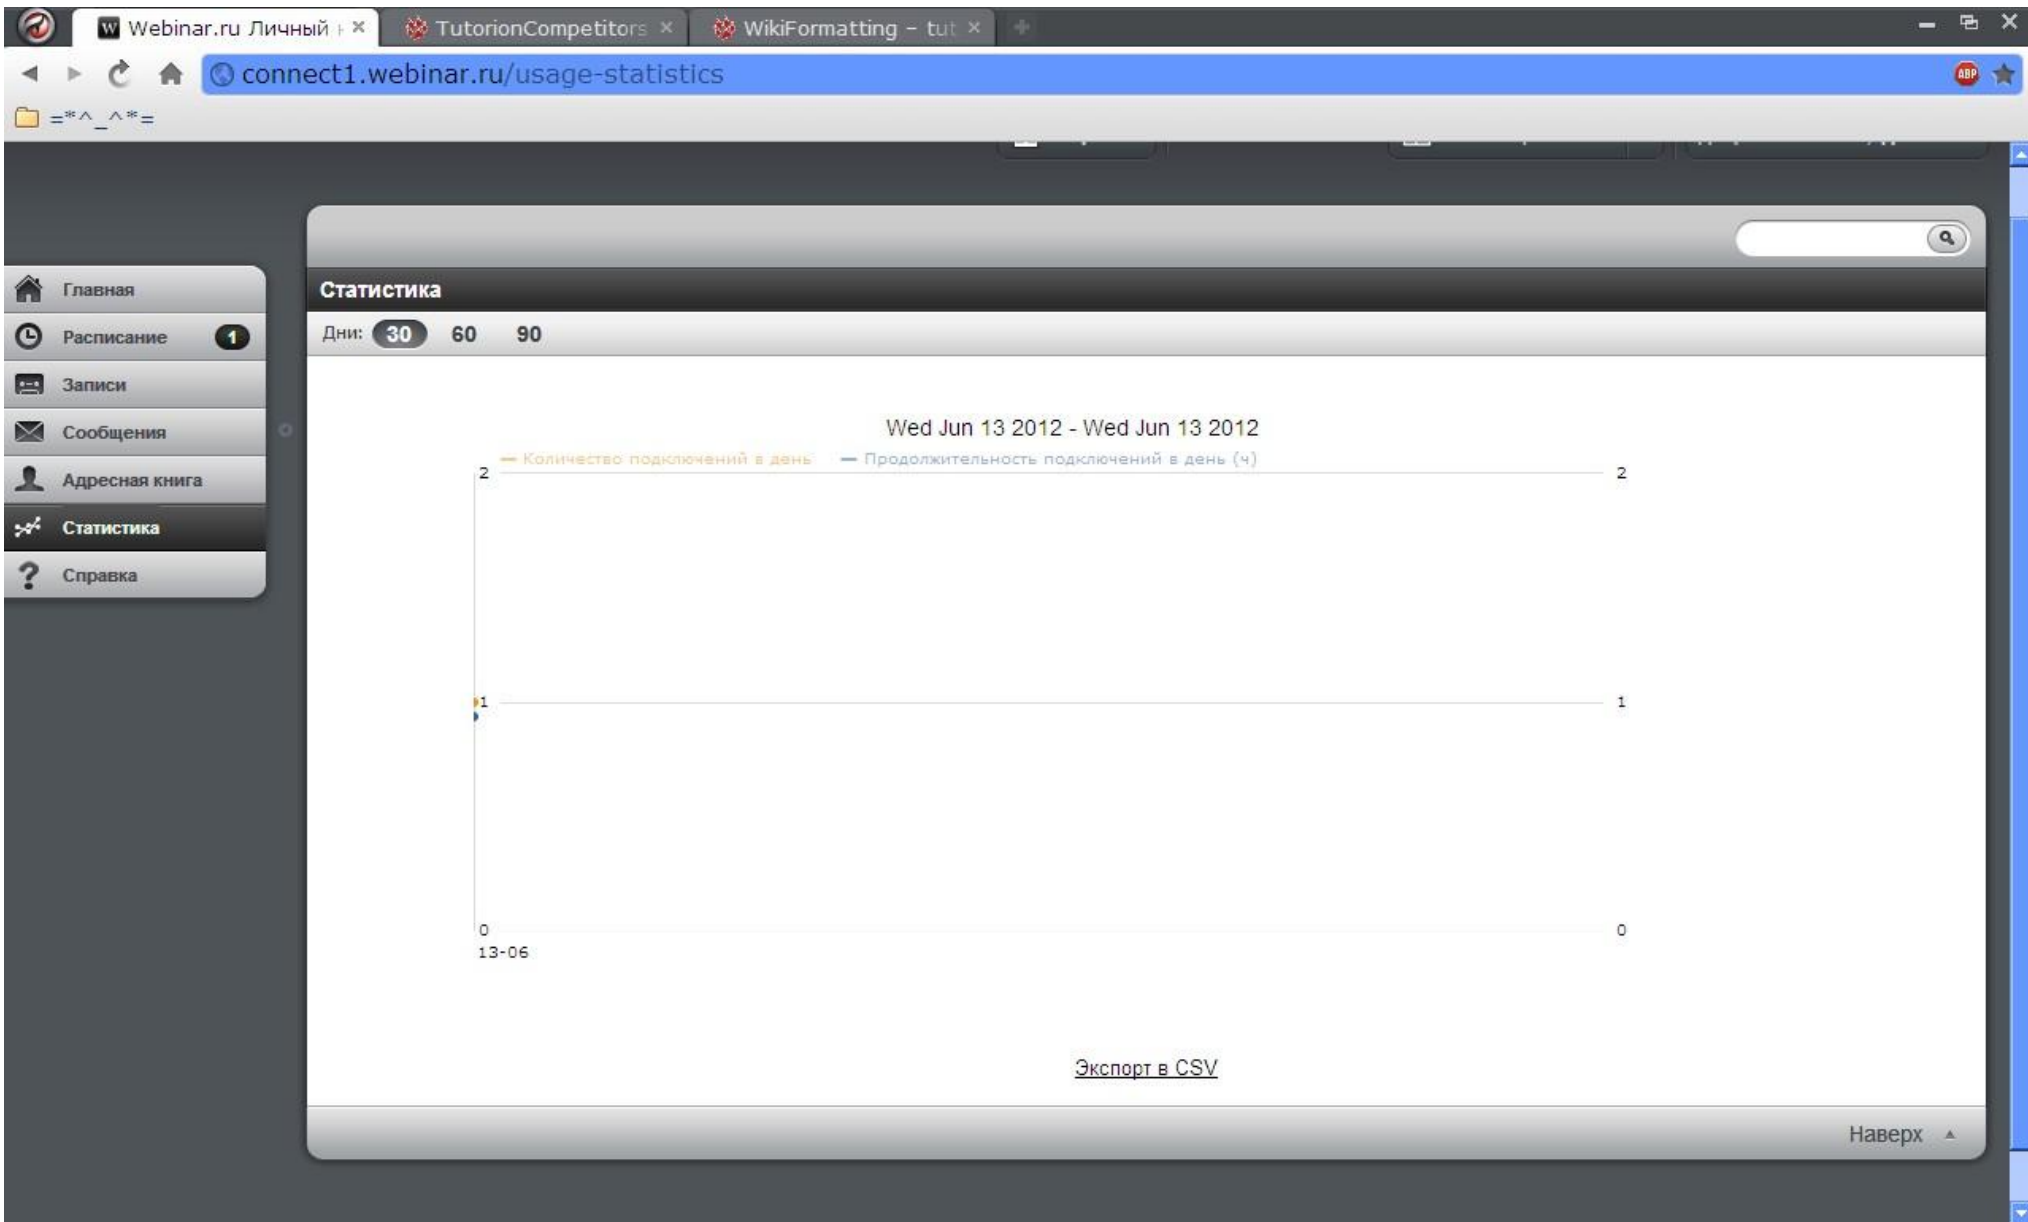 Webinar.ru Личный
TutorionCompetitors
WikiFormatting – tut
connect1.webinar.ru/usage-statistics
ABP
=*^_^*=
Главная
Расписание 1
Записи
Сообщения
Адресная книга
Статистика
Справка
Статистика
Дни: 30 60 90
Wed Jun 13 2012 - Wed Jun 13 2012
Количество подключений в день Продолжительность подключений в день (ч)
2 2
1 1
0 0
13-06
Экспорт в CSV
Наверх